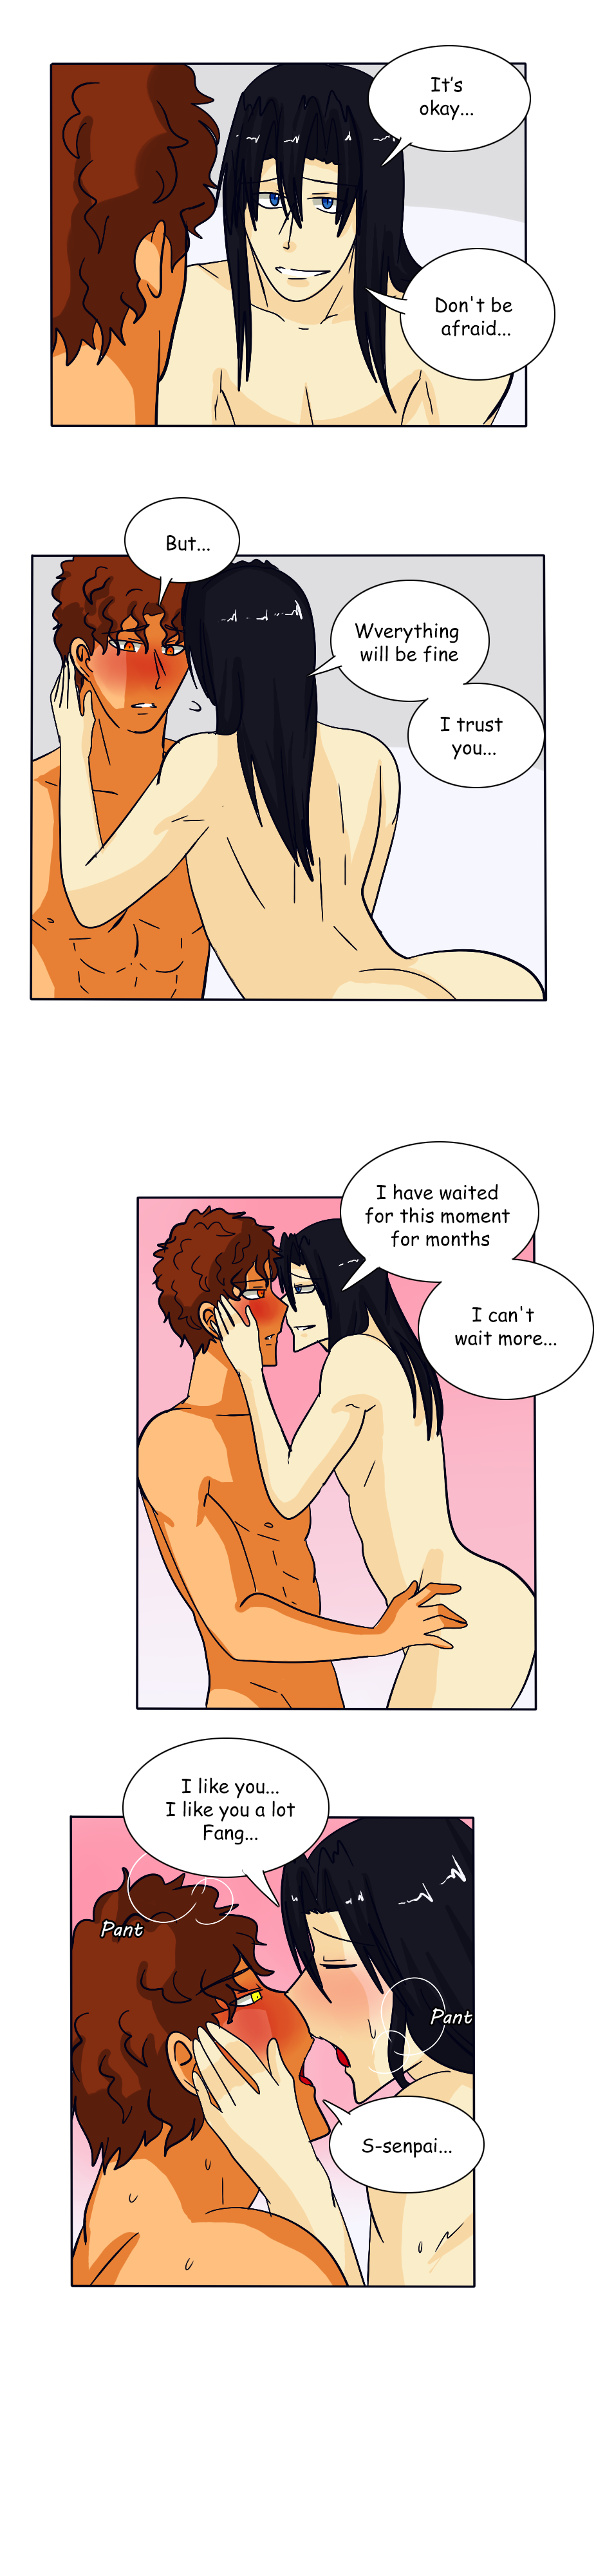 It's
okay...
Don't be
afraid...
But...
Wverything
will be fine
I trust
you...
I have waited
for this moment
for months
I can't
wait more...
I like you...
I like you a lot
Fang...
Pant
Pant
S-senpai...